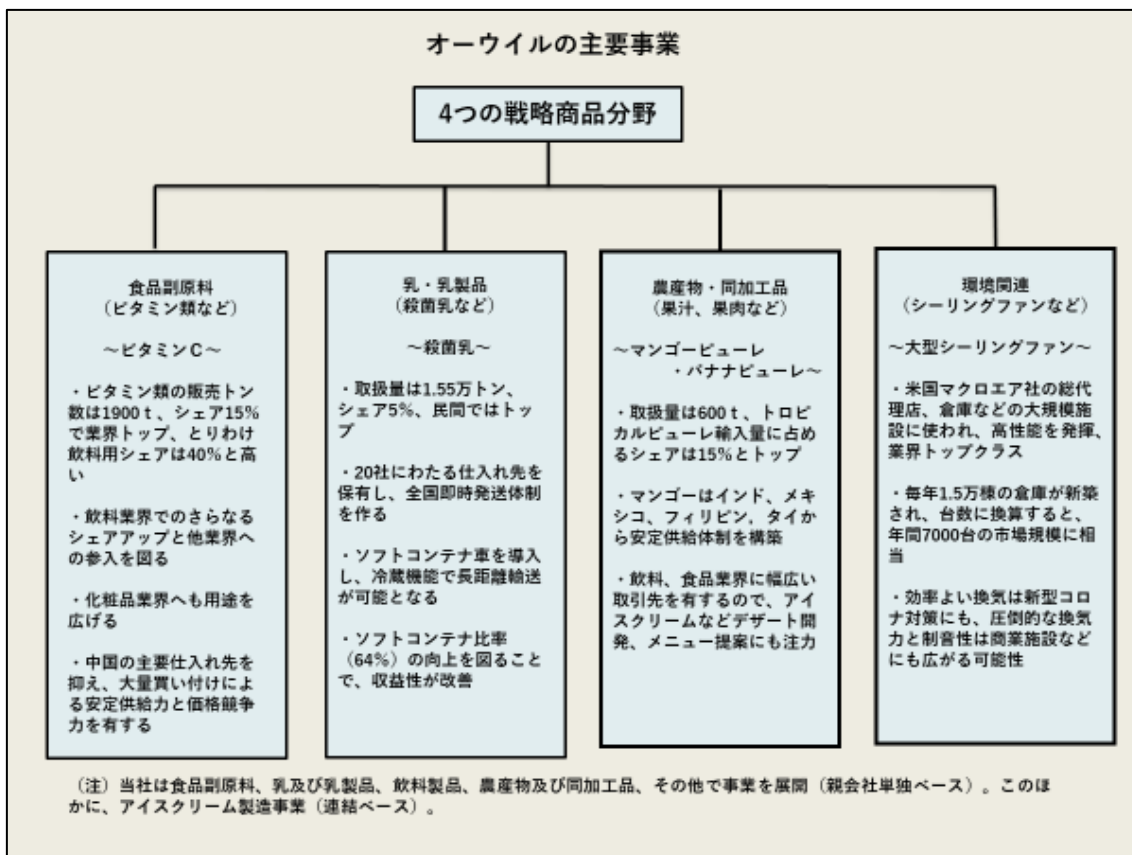 オーウイルの主要事業
4つの戦略商品分野
食品副原料
（ビタミン類など）
～ビタミンC～
・ビタミン類の販売トン
数は1900ｔ、シェア15%
で業界トップ、とりわけ
飲料用シェアは40%と高
い
・飲料業界でのさらなる
シェアアップと他業界へ
の参入を図る
・化粧品業界へも用途を
広げる
・中国の主要仕入れ先を
抑え、大量買い付けによ
る安定供給力と価格競争
力を有する
乳・乳製品
（殺菌乳など）
～殺菌乳～
・取扱量は1.55万トン、
シェア5%、民間ではトッ
プ
・20社にわたる仕入れ先を
保有し、全国即時発送体制
を作る
・ソフトコンテナ車を導入
し、冷蔵機能で長距離輸送
が可能となる
・ソフトコンテナ比率
（64%）の向上を図ること
で、収益性が改善
農産物・同加工品
（果汁、果肉など）
～マンゴーピューレ
・バナナピューレ～
・取扱量は600ｔ、トロピ
カルピューレ輸入量に占め
るシェアは15%とトップ
・マンゴーはインド、メキ
シコ、フィリピン，タイか
ら安定供給体制を構築
・飲料、食品業界に幅広い
取引先を有するので、アイ
スクリームなどデザート開
発、メニュー提案にも注力
環境関連
（シーリングファンなど）
～大型シーリングファン～
・米国マクロエア社の総代
理店、倉庫などの大規模施
設に使われ、高性能を発揮、
業界トップクラス
・毎年1.5万棟の倉庫が新築
され、台数に換算すると、
年間7000台の市場規模に相
当
・効率よい換気は新型コロ
ナ対策にも、圧倒的な換気
力と制音性は商業施設など
にも広がる可能性
（注）当社は食品副原料、乳及び乳製品、飲料製品、農産物及び同加工品、その他で事業を展開（親会社単独ベース）。このほ
かに、アイスクリーム製造事業（連結ベース）。